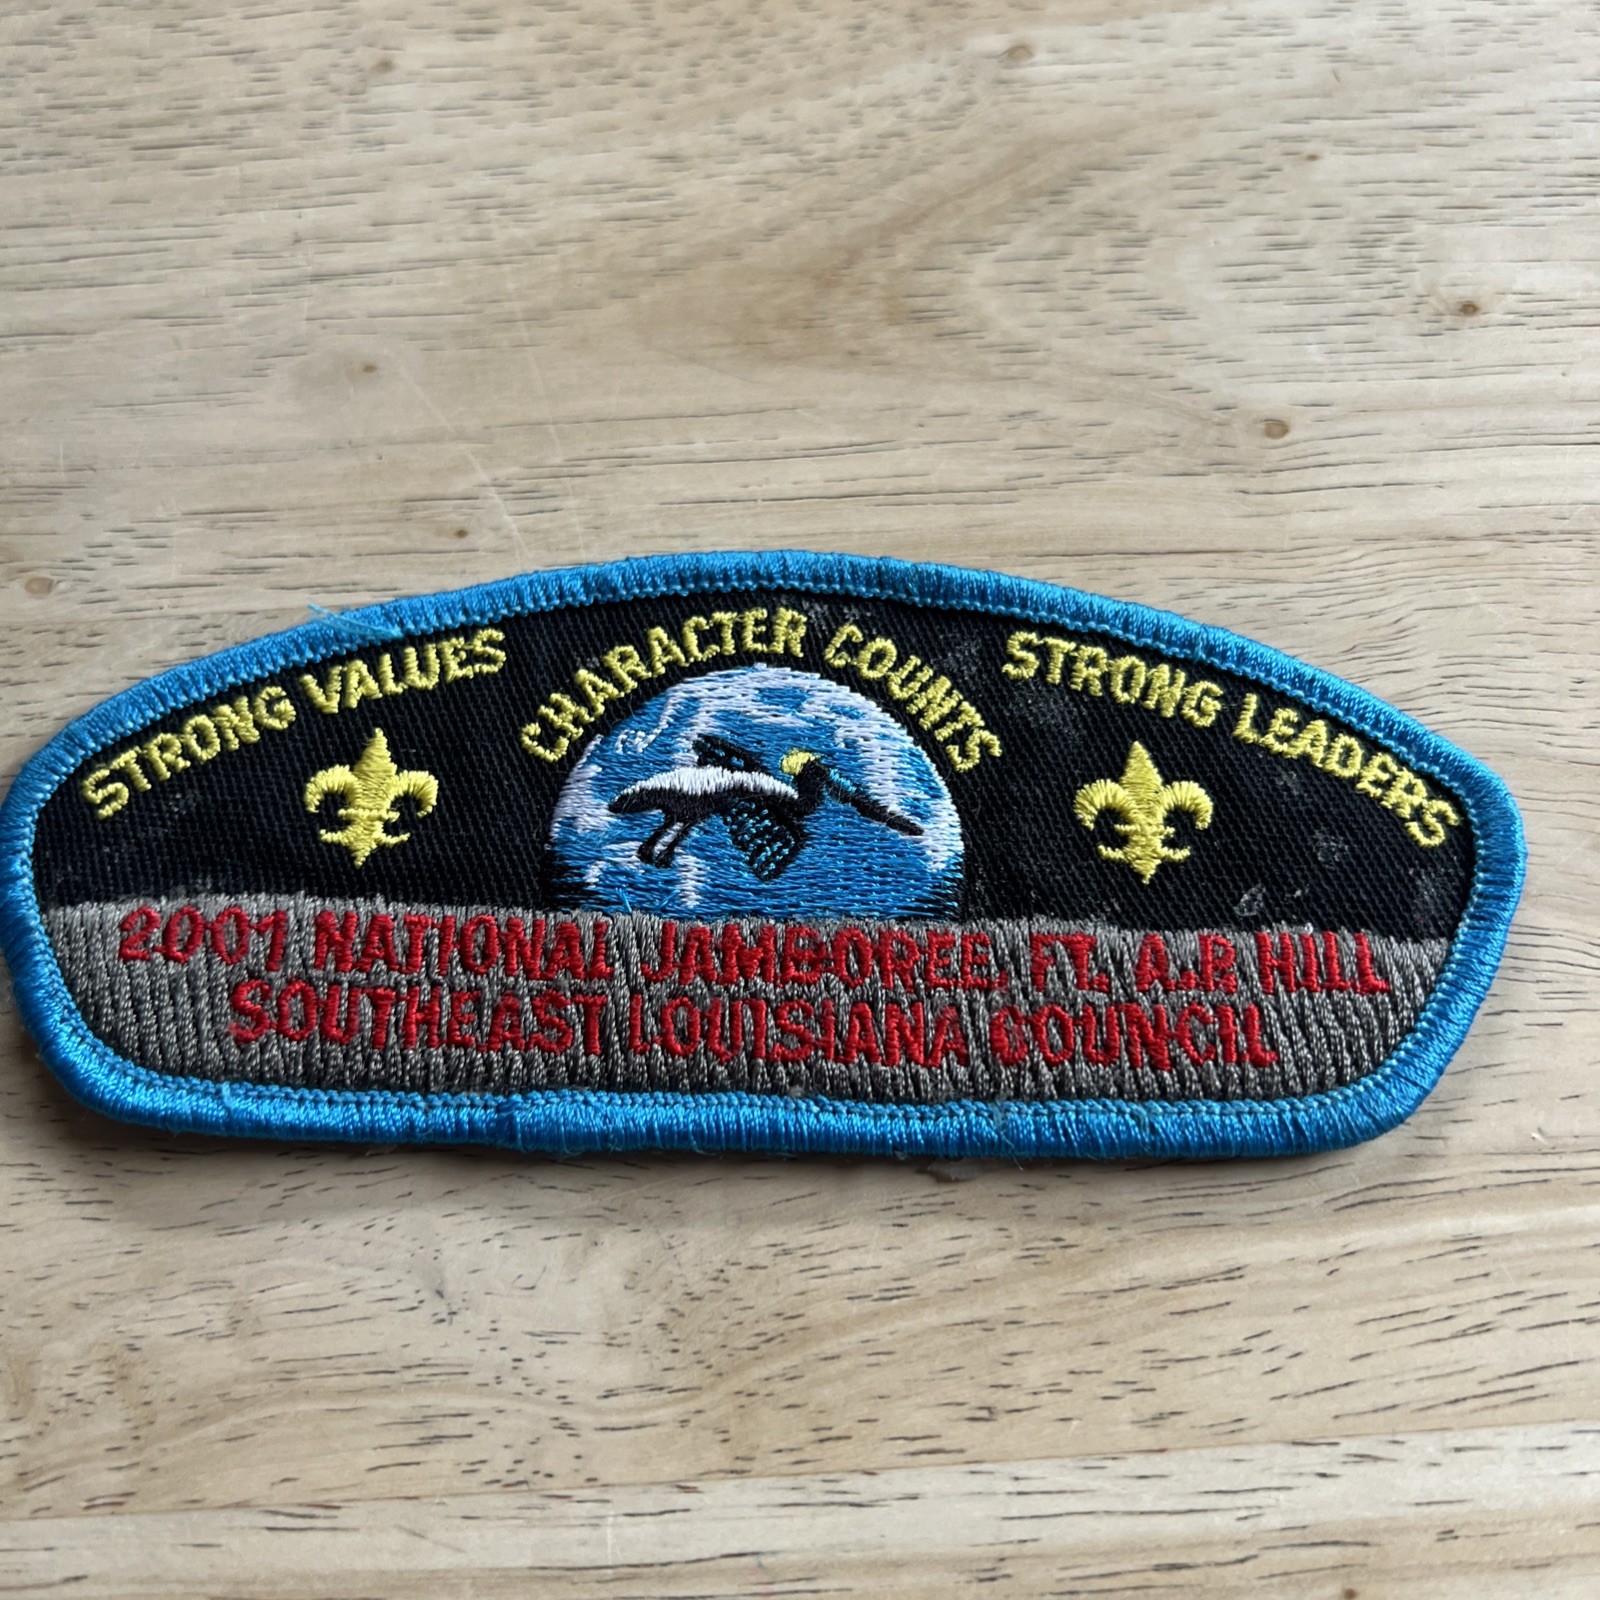 STRONG VALUES
CHARACTER COUNTS
STRONG LEADERS
2001 NATIONAL JAMBOREE, FT. A.P. HILL
SOUTHEAST LOUISIANA COUNCIL